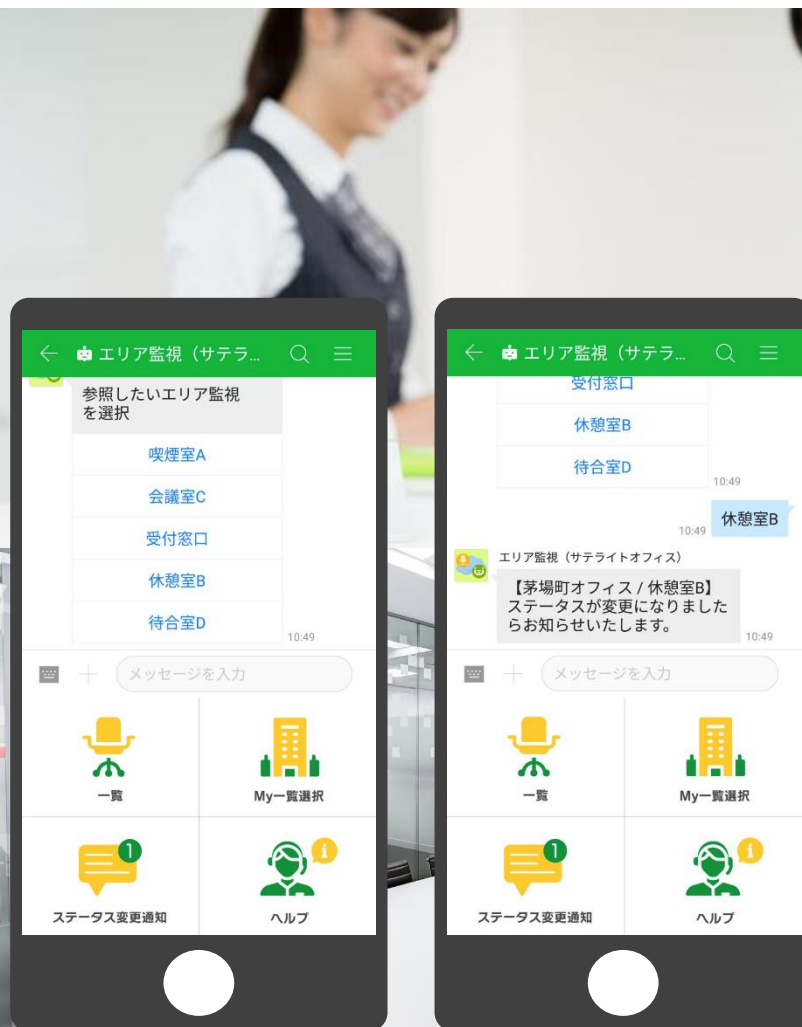 エリア監視（サテラ...
参照したいエリア監視
を選択
喫煙室A
会議室C
受付窓口
休憩室B
待合室D
10:49
メッセージを入力
一覧
My一覧選択
1
ステータス変更通知
i
ヘルプ
エリア監視（サテラ...
受付窓口
休憩室B
待合室D
10:49
休憩室B
10:49
エリア監視（サテライトオフィス）
【茅場町オフィス / 休憩室B】
ステータスが変更になりました
らお知らせいたします。
10:49
メッセージを入力
一覧
My一覧選択
1
ステータス変更通知
i
ヘルプ